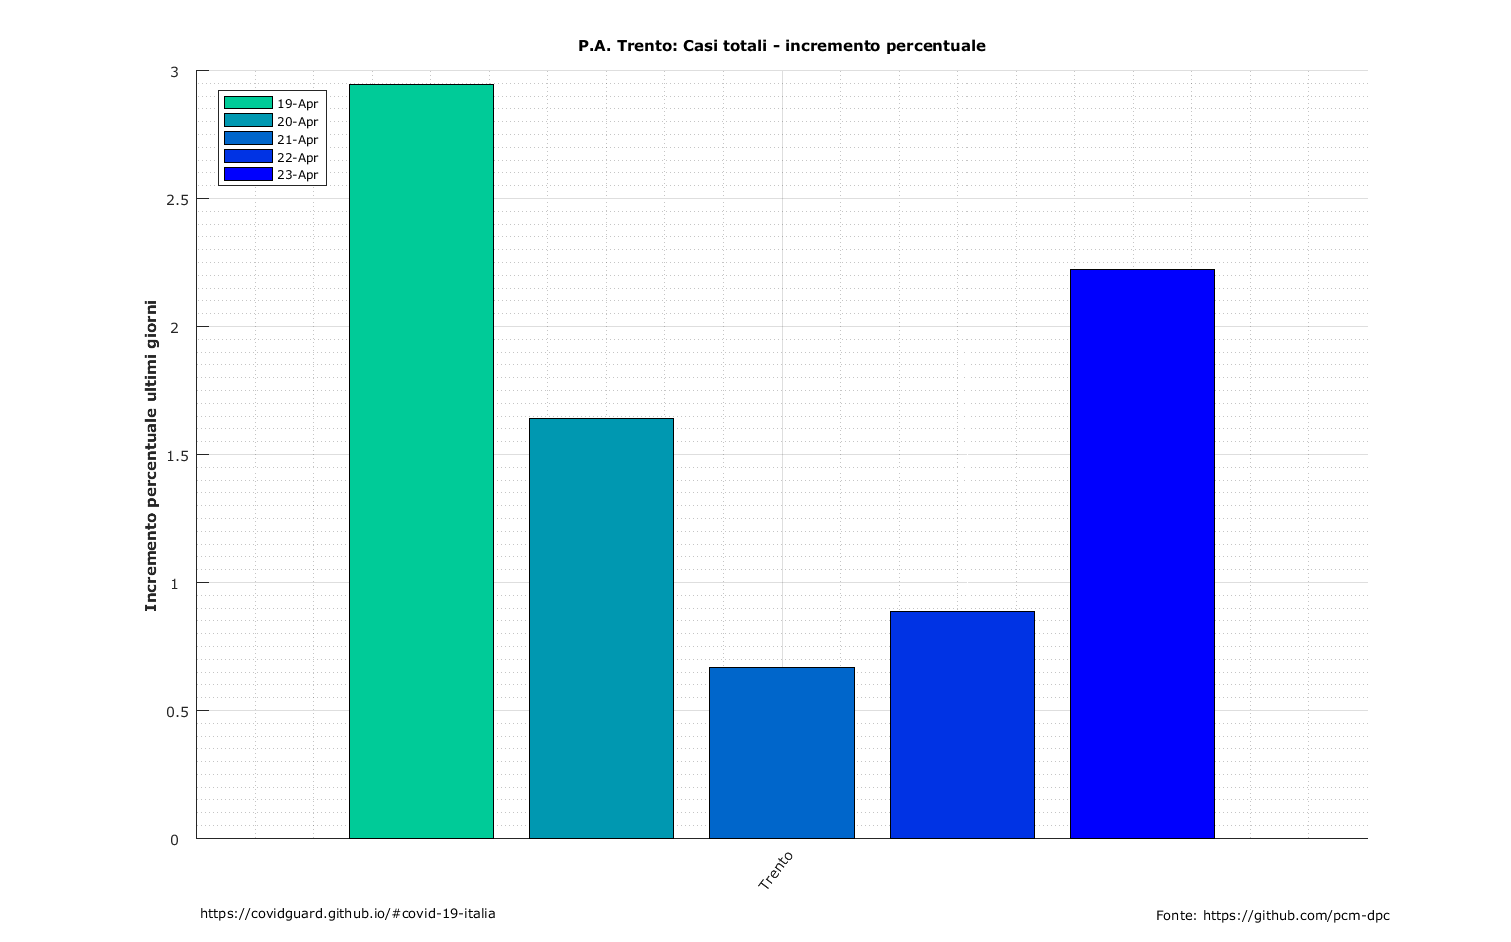 P.A. Trento: Casi totali - incremento percentuale
3
2.5
2
1.5
1
0.5
0
Incremento percentuale ultimi giorni
19-Apr
20-Apr
21-Apr
22-Apr
23-Apr
Trento
https://covidguard.github.io/#covid-19-italia
Fonte: https://github.com/pcm-dpc